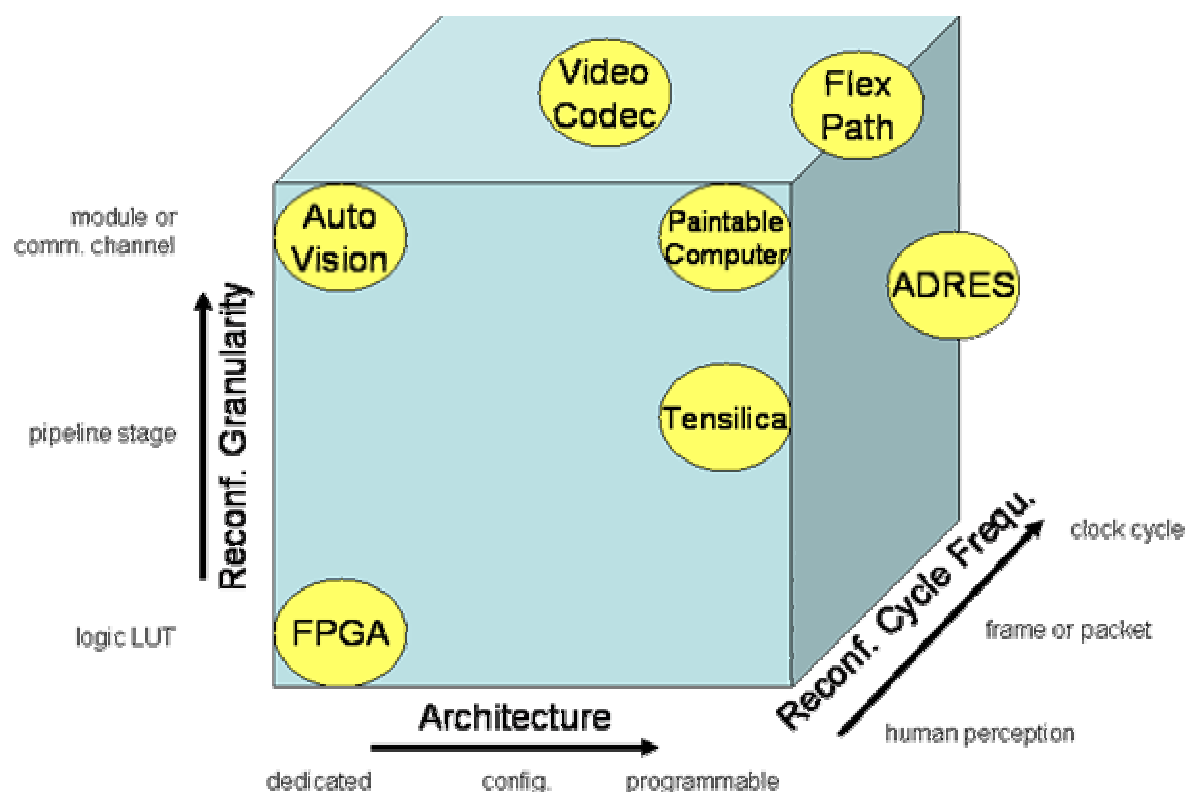 Video
Codec
Flex
Path
module or
comm. channel
Auto
Vision
Paintable
Computer
ADRES
Reconf. Granularity
pipeline stage
Tensilica
Reconf. Cycle Frequ.
clock cycle
logic LUT
FPGA
frame or packet
Architecture
human perception
dedicated
config.
programmable